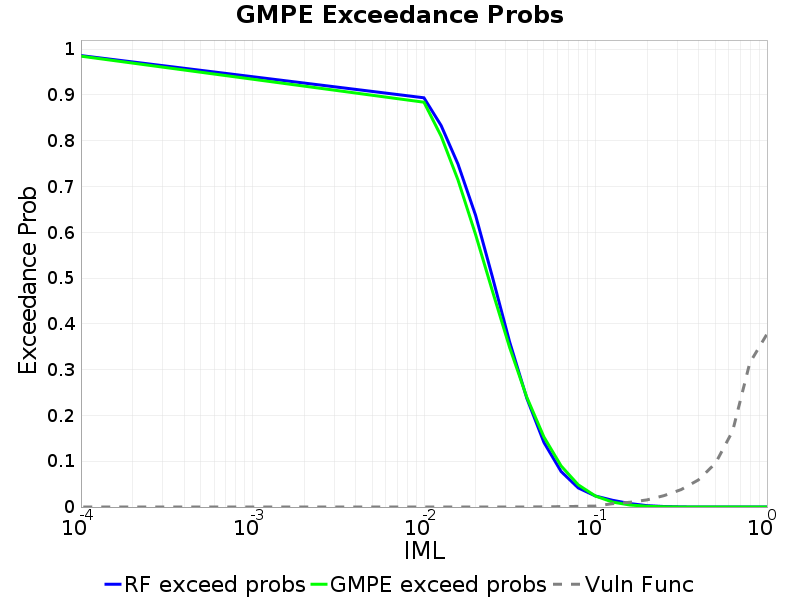 GMPE Exceedance Probs
Exceedance Prob
1
0.9
0.8
0.7
0.6
0.5
0.4
0.3
0.2
0.1
0
10^-4 10^-3 10^-2 10^-1 10^0
IML
RF exceed probs GMPE exceed probs Vuln Func